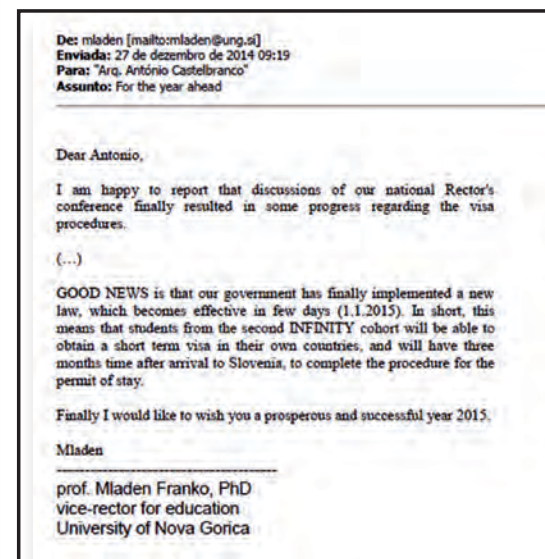 De: mladen [mailto:mladen@ung.si]
Enviada: 27 de dezembro de 2014 09:19
Para: "Arq. António Castelbranco"
Assunto: For the year ahead
Dear Antonio,
I am happy to report that discussions of our national Rector's
conference finally resulted in some progress regarding the visa
procedures.
(...)
GOOD NEWS is that our government has finally implemented a new
law, which becomes effective in few days (1.1.2015). In short, this
means that students from the second INFINITY cohort will be able to
obtain a short term visa in their own countries, and will have three
months time after arrival to Slovenia, to complete the procedure for the
permit of stay.
Finally I would like to wish you a prosperous and successful year 2015.
Mladen
----------------------------------------
prof. Mladen Franko, PhD
vice-rector for education
University of Nova Gorica